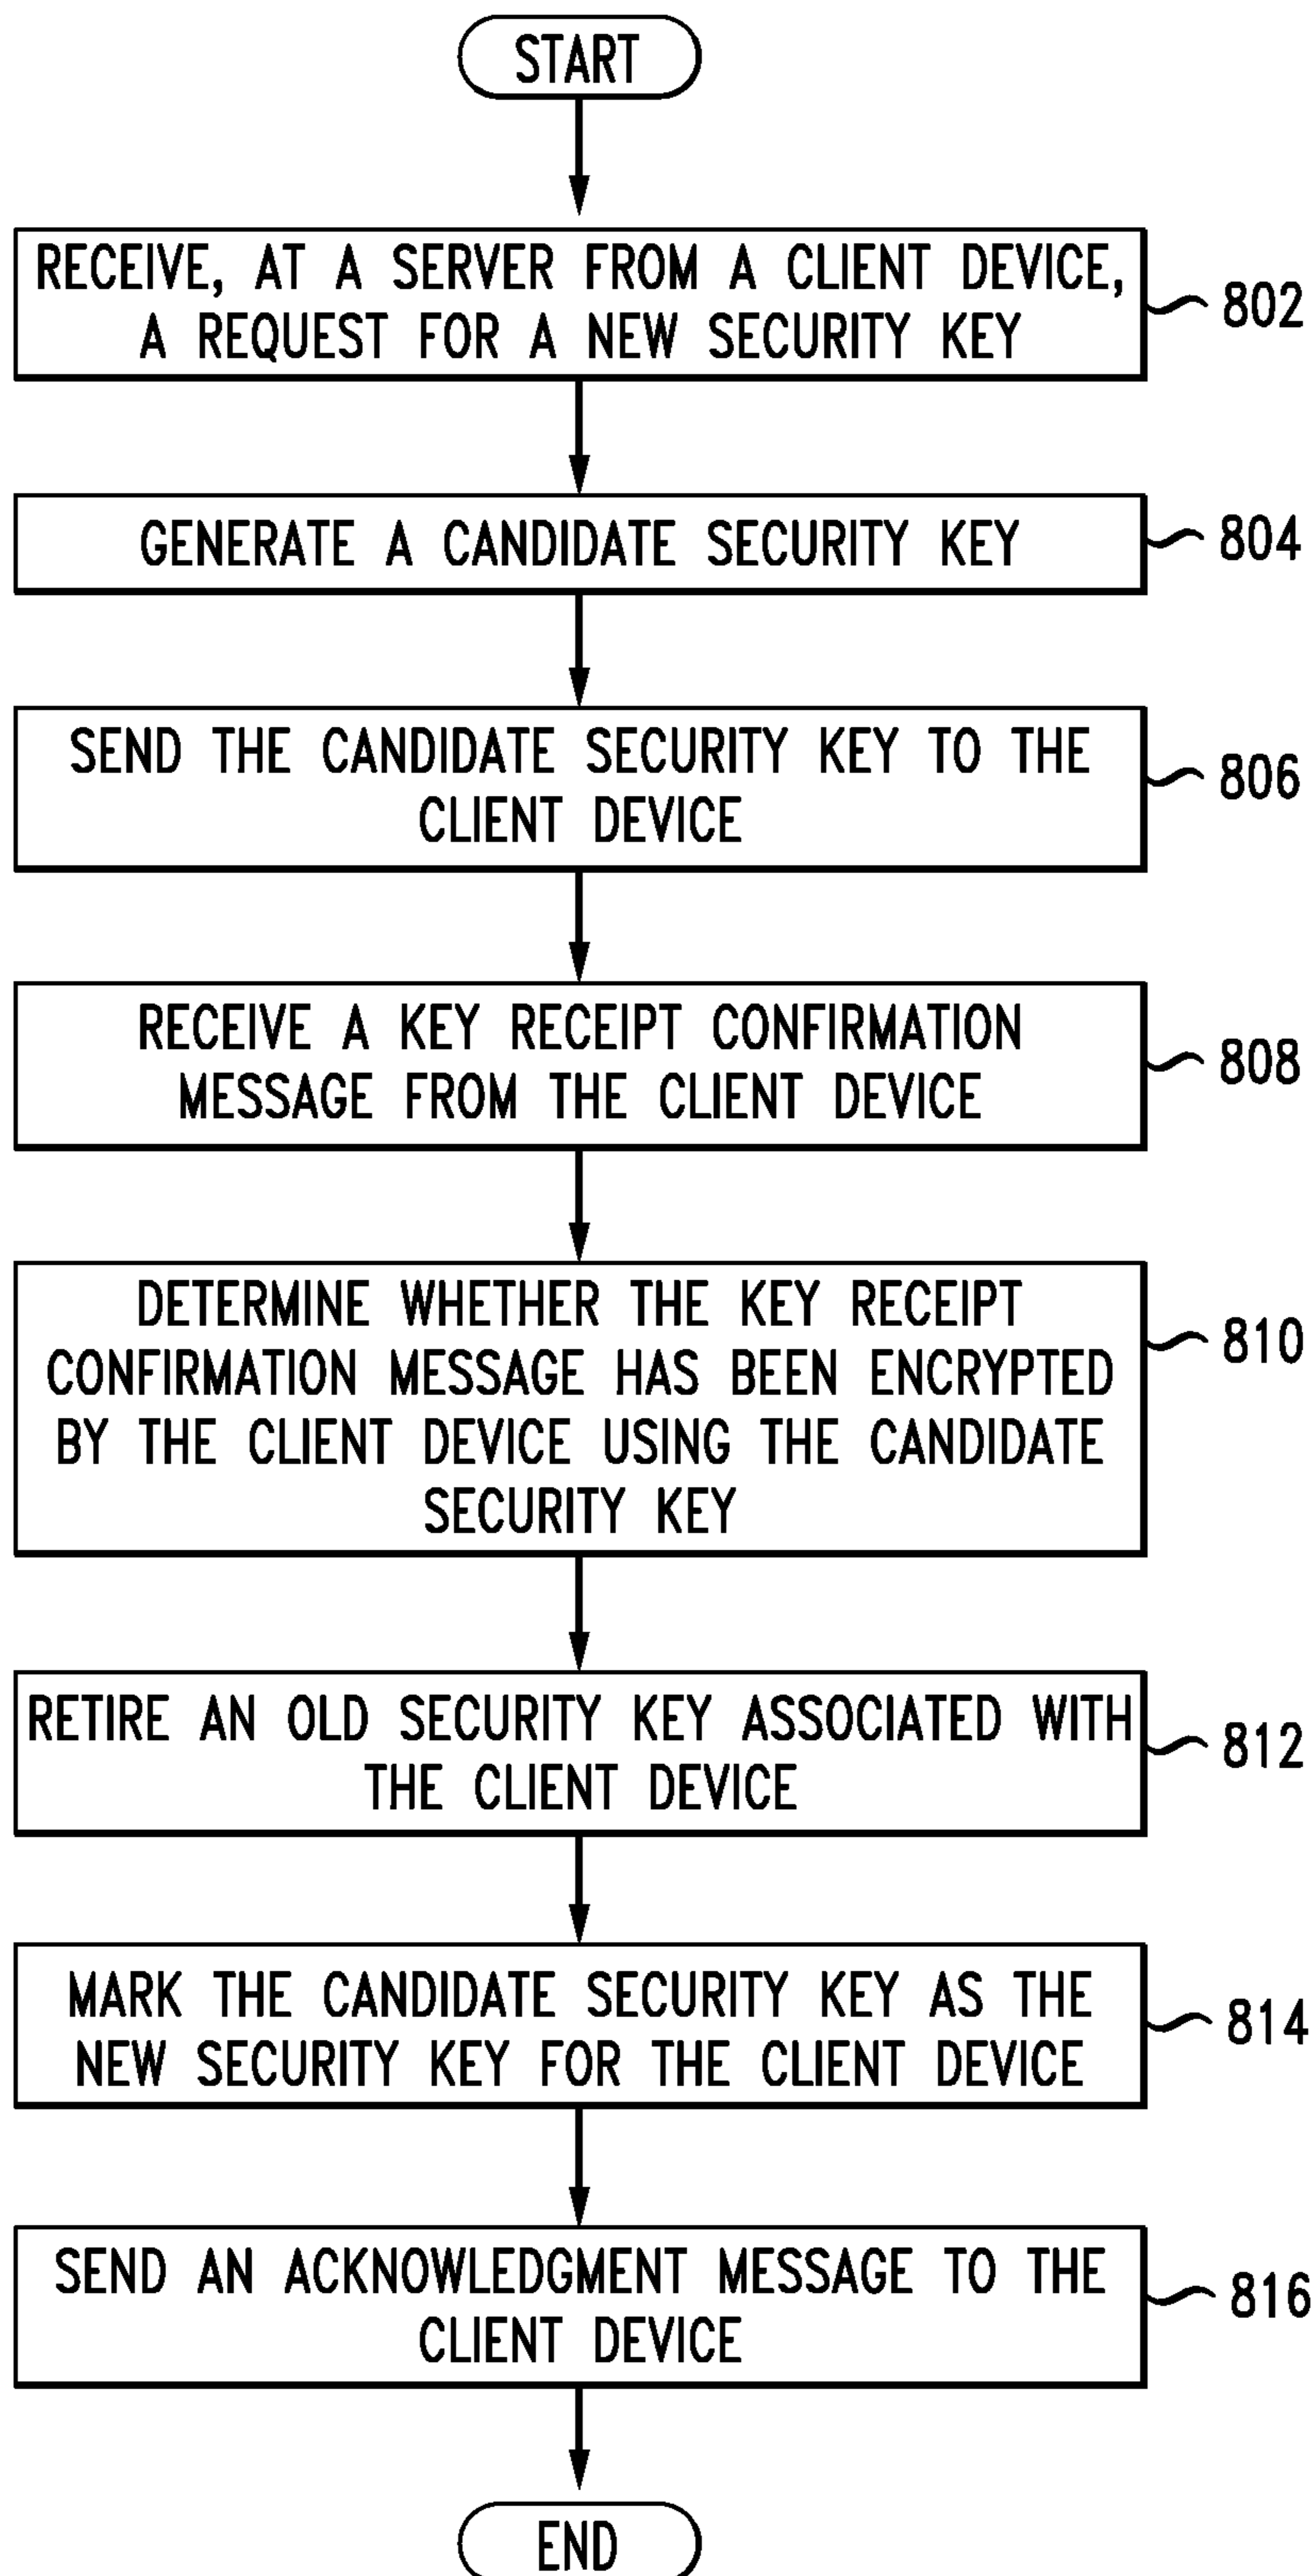 START
RECEIVE, AT A SERVER FROM A CLIENT DEVICE,
A REQUEST FOR A NEW SECURITY KEY
802
GENERATE A CANDIDATE SECURITY KEY
804
SEND THE CANDIDATE SECURITY KEY TO THE
CLIENT DEVICE
806
RECEIVE A KEY RECEIPT CONFIRMATION
MESSAGE FROM THE CLIENT DEVICE
808
DETERMINE WHETHER THE KEY RECEIPT
CONFIRMATION MESSAGE HAS BEEN ENCRYPTED
BY THE CLIENT DEVICE USING THE CANDIDATE
SECURITY KEY
810
RETIRE AN OLD SECURITY KEY ASSOCIATED WITH
THE CLIENT DEVICE
812
MARK THE CANDIDATE SECURITY KEY AS THE
NEW SECURITY KEY FOR THE CLIENT DEVICE
814
SEND AN ACKNOWLEDGMENT MESSAGE TO THE
CLIENT DEVICE
816
END